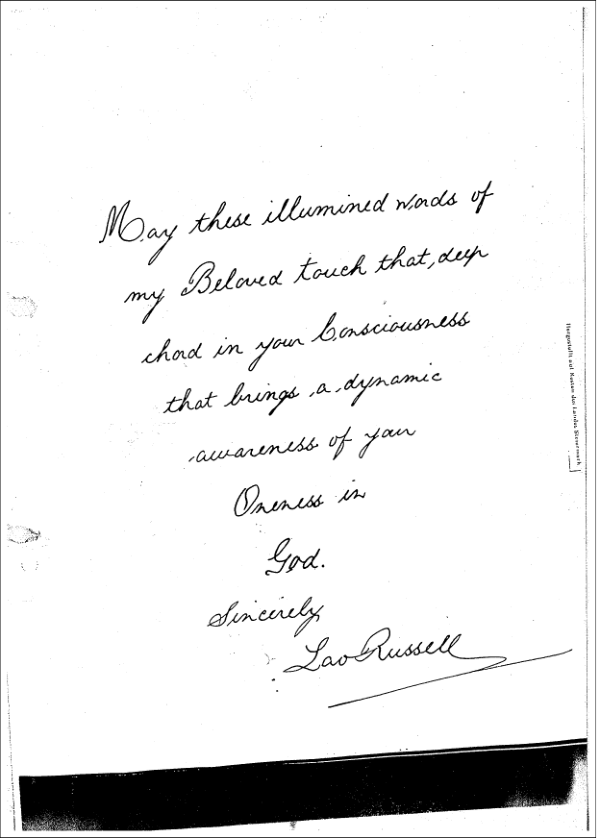 May these illumined words of
my Beloved touch that deep
chord in your Consciousness
that brings a dynamic
awareness of your
Oneness in
God.
Sincerely
Lao Russell
Hergestellt auf Kosten des Landes Steiermark